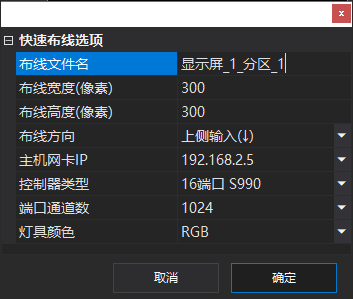 快速布线选项
布线文件名 显示屏_1_分区_1
布线宽度(像素) 300
布线高度(像素) 300
布线方向 上侧输入(↓)
主机网卡IP 192.168.2.5
控制器类型 16端口 S990
端口通道数 1024
灯具颜色 RGB
取消 确定